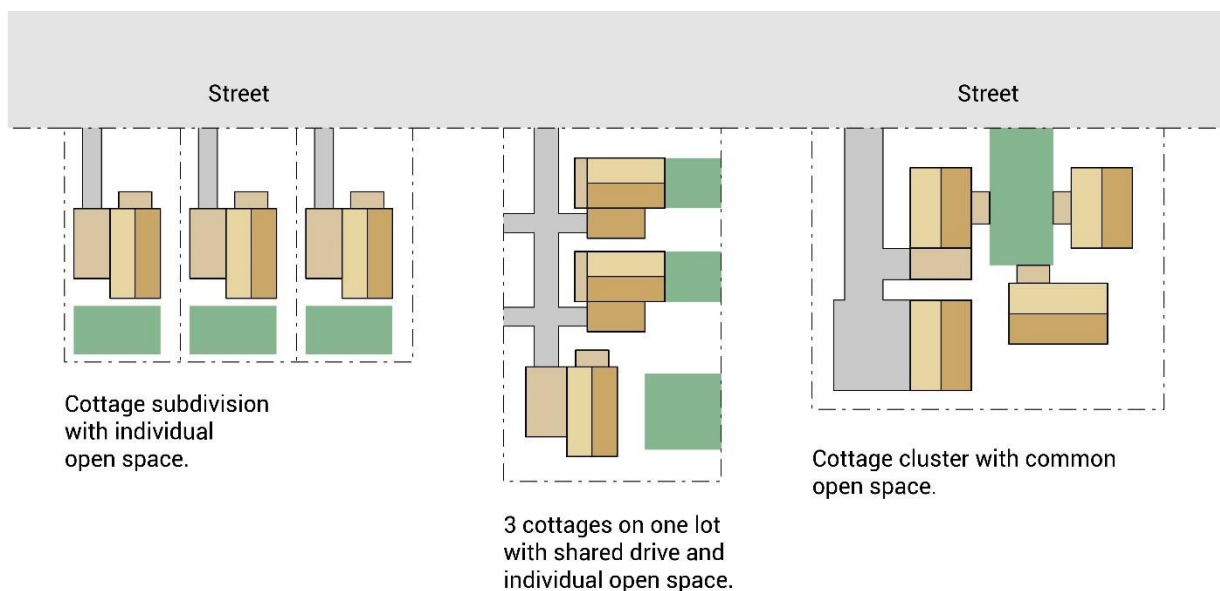 Street
Street
Cottage subdivision
with individual
open space.
3 cottages on one lot
with shared drive and
individual open space.
Cottage cluster with common
open space.